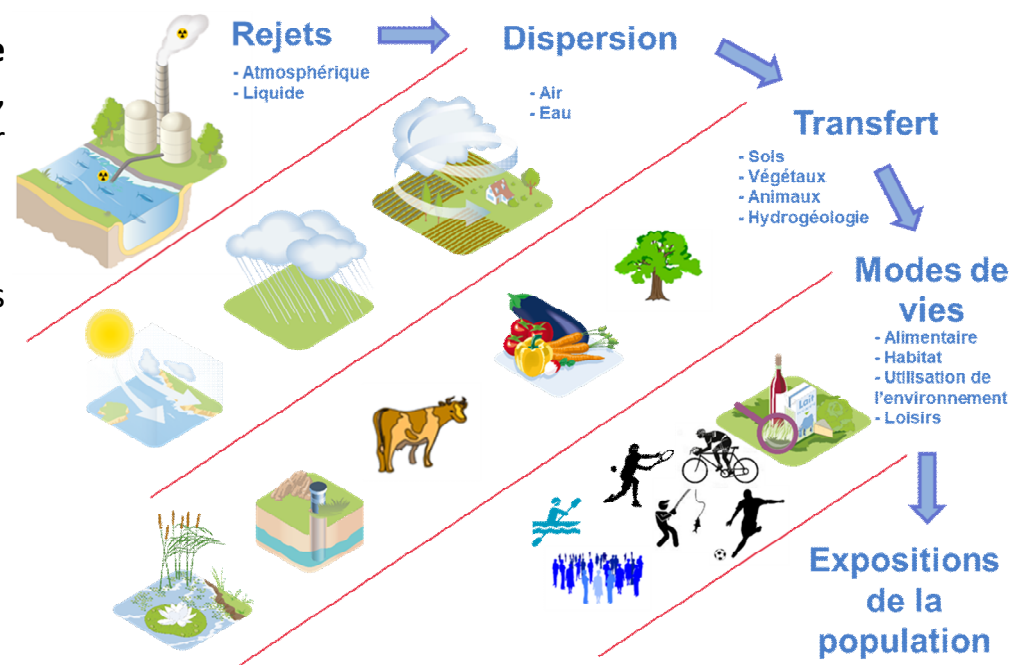 e
,
r
s
Rejets
- Atmosphérique
- Liquide
Dispersion
- Air
- Eau
Transfert
- Sols
- Végétaux
- Animaux
- Hydrogéologie
Modes de
vies
- Alimentaire
- Habitat
- Utilisation de
l'environnement
- Loisirs
Lait
Expositions
de la
population